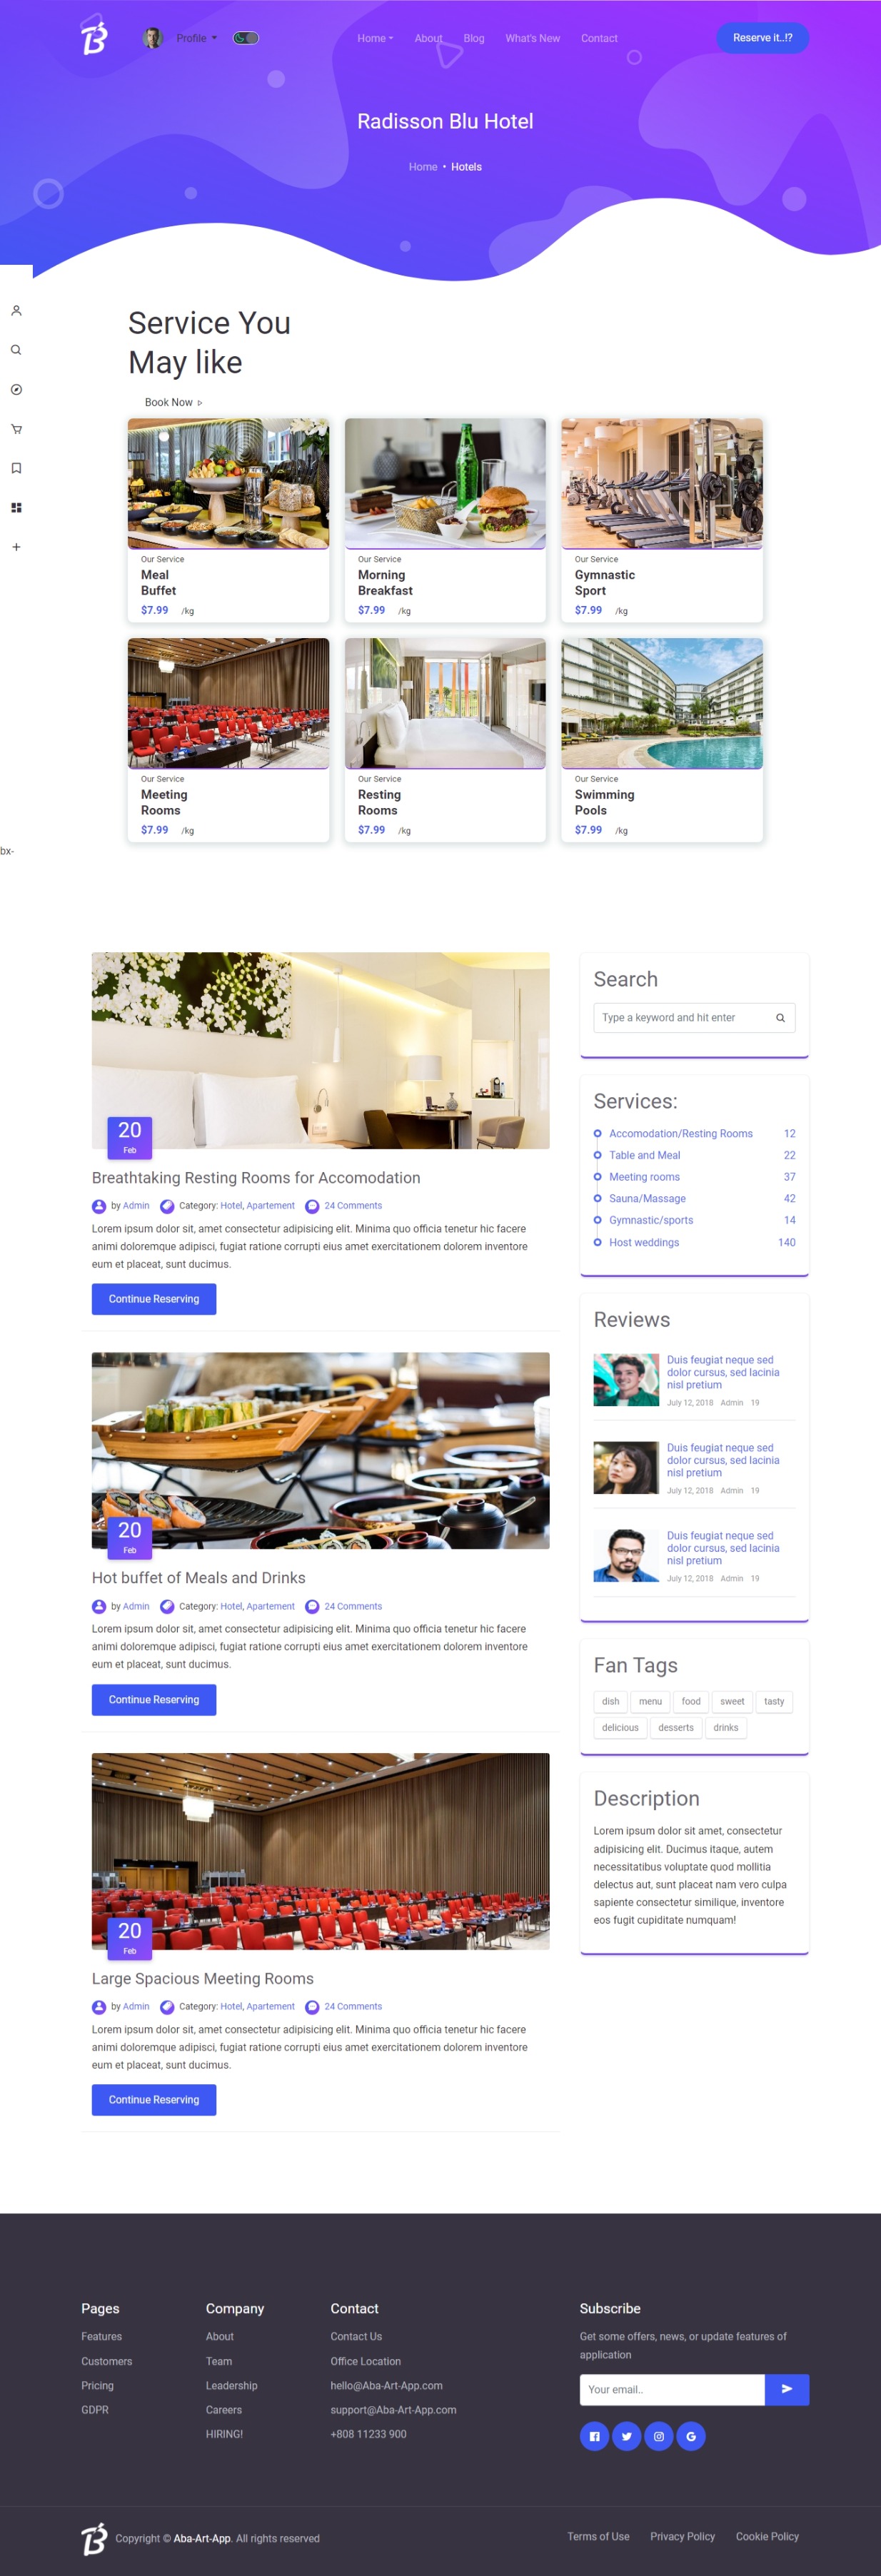 Profile
Home
About
Blog
What's New
Contact
Reserve it..!?
Radisson Blu Hotel
Home • Hotels
Service You
May like
Book Now
Our Service
Meal
Buffet
$7.99 /kg
Our Service
Morning
Breakfast
$7.99 /kg
Our Service
Gymnastic
Sport
$7.99 /kg
Our Service
Meeting
Rooms
$7.99 /kg
Our Service
Resting
Rooms
$7.99 /kg
Our Service
Swimming
Pools
$7.99 /kg
bx-
20
Feb
Breathtaking Resting Rooms for Accomodation
by Admin Category: Hotel, Apartement 24 Comments
Lorem ipsum dolor sit, amet consectetur adipisicing elit. Minima quo officia tenetur hic facere
animi doloremque adipisci, fugiat ratione corrupti eius amet exercitationem dolorem inventore
eum et placeat, sunt ducimus.
Continue Reserving
20
Feb
Hot buffet of Meals and Drinks
by Admin Category: Hotel, Apartement 24 Comments
Lorem ipsum dolor sit, amet consectetur adipisicing elit. Minima quo officia tenetur hic facere
animi doloremque adipisci, fugiat ratione corrupti eius amet exercitationem dolorem inventore
eum et placeat, sunt ducimus.
Continue Reserving
20
Feb
Large Spacious Meeting Rooms
by Admin Category: Hotel, Apartement 24 Comments
Lorem ipsum dolor sit, amet consectetur adipisicing elit. Minima quo officia tenetur hic facere
animi doloremque adipisci, fugiat ratione corrupti eius amet exercitationem dolorem inventore
eum et placeat, sunt ducimus.
Continue Reserving
Search
Type a keyword and hit enter
Services:
Accomodation/Resting Rooms 12
Table and Meal 22
Meeting rooms 37
Sauna/Massage 42
Gymnastic/sports 14
Host weddings 140
Reviews
Duis feugiat neque sed
dolor cursus, sed lacinia
nisl pretium
July 12, 2018 Admin 19
Duis feugiat neque sed
dolor cursus, sed lacinia
nisl pretium
July 12, 2018 Admin 19
Duis feugiat neque sed
dolor cursus, sed lacinia
nisl pretium
July 12, 2018 Admin 19
Fan Tags
dish menu food sweet tasty
delicious desserts drinks
Description
Lorem ipsum dolor sit amet, consectetur
adipisicing elit. Ducimus itaque, autem
necessitatibus voluptate quod mollitia
delectus aut, sunt placeat nam vero culpa
sapiente consectetur similique, inventore
eos fugit cupiditate numquam!
Pages
Features
Customers
Pricing
GDPR
Company
About
Team
Leadership
Careers
HIRING!
Contact
Contact Us
Office Location
hello@Aba-Art-App.com
support@Aba-Art-App.com
+808 11233 900
Subscribe
Get some offers, news, or update features of
application
Your email..
Copyright © Aba-Art-App. All rights reserved
Terms of Use
Privacy Policy
Cookie Policy